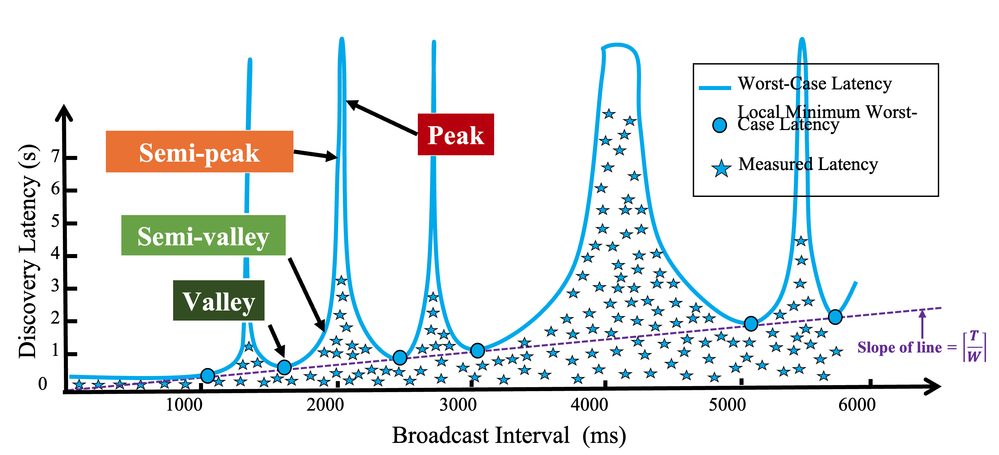 Worst-Case Latency
Local Minimum Worst-
Case Latency
Measured Latency
Peak
Semi-peak
Semi-valley
Valley
Discovery Latency (s)
7
6
5
4
3
2
1
0
Slope of line = ⌈T/W⌉
1000 2000 3000 4000 5000 6000
Broadcast Interval (ms)